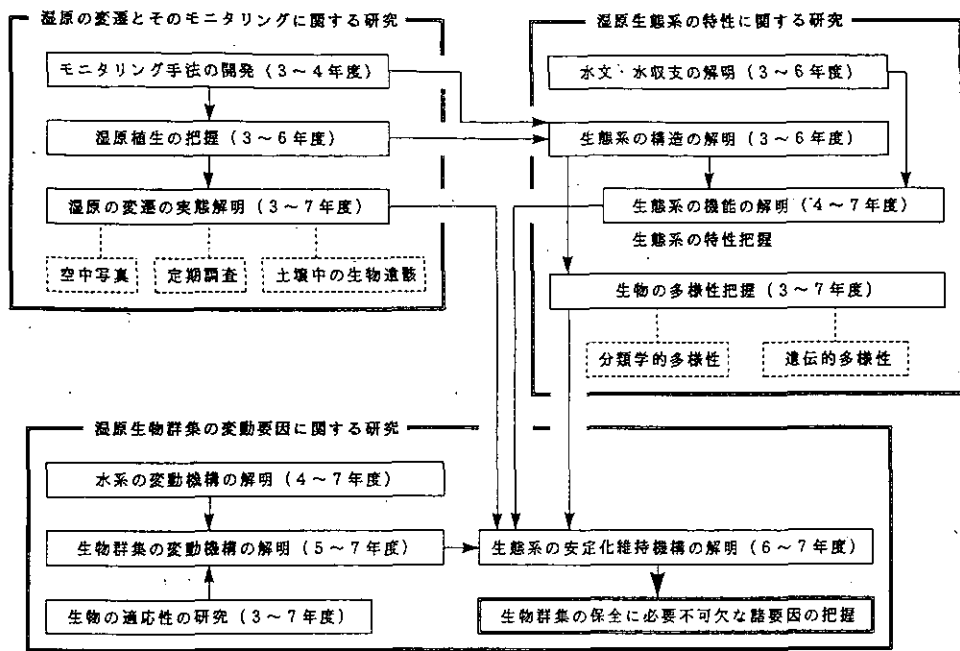 湿原の変遷とそのモニタリングに関する研究
モニタリング手法の開発（3～4年度）
湿原植生の把握（3～6年度）
湿原の変遷の実態解明（3～7年度）
空中写真
定期調査
土壌中の生物遺骸
湿原生態系の特性に関する研究
水文・水収支の解明（3～6年度）
生態系の構造の解明（3～6年度）
生態系の機能の解明（4～7年度）
生態系の特性把握
生物の多様性把握（3～7年度）
分類学的多様性
遺伝的多様性
湿原生物群集の変動要因に関する研究
水系の変動機構の解明（4～7年度）
生物群集の変動機構の解明（5～7年度）
生物の適応性の研究（3～7年度）
生態系の安定化維持機構の解明（6～7年度）
生物群集の保全に必要不可欠な諸要因の把握